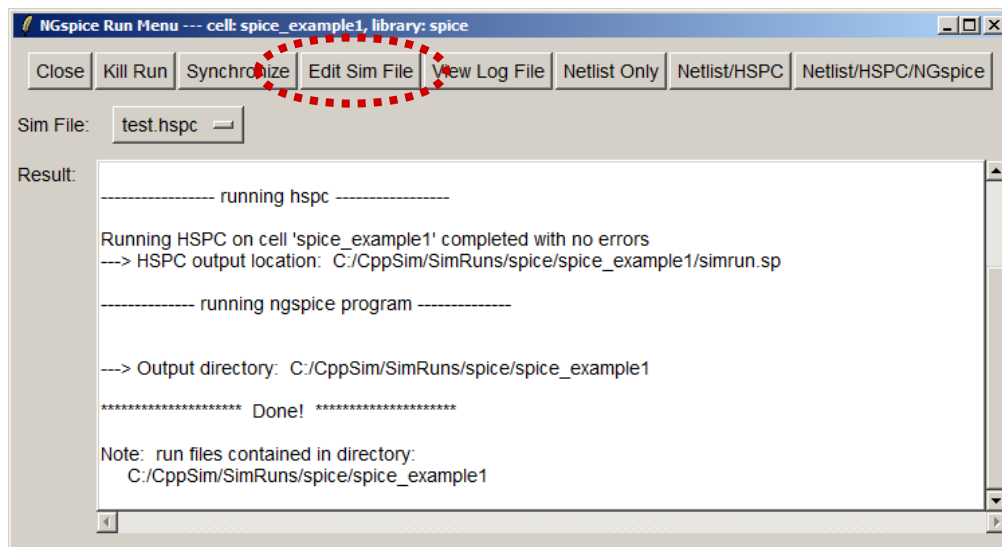 NGspice Run Menu --- cell: spice_example1, library: spice
Close Kill Run Synchronize Edit Sim File View Log File Netlist Only Netlist/HSPC Netlist/HSPC/NGspice
Sim File: test.hspc
Result:
----------------- running hspc -----------------
Running HSPC on cell 'spice_example1' completed with no errors
---> HSPC output location:  C:/CppSim/SimRuns/spice/spice_example1/simrun.sp
-------------- running ngspice program --------------
---> Output directory:  C:/CppSim/SimRuns/spice/spice_example1
********************* Done! *********************
Note:  run files contained in directory:
C:/CppSim/SimRuns/spice/spice_example1